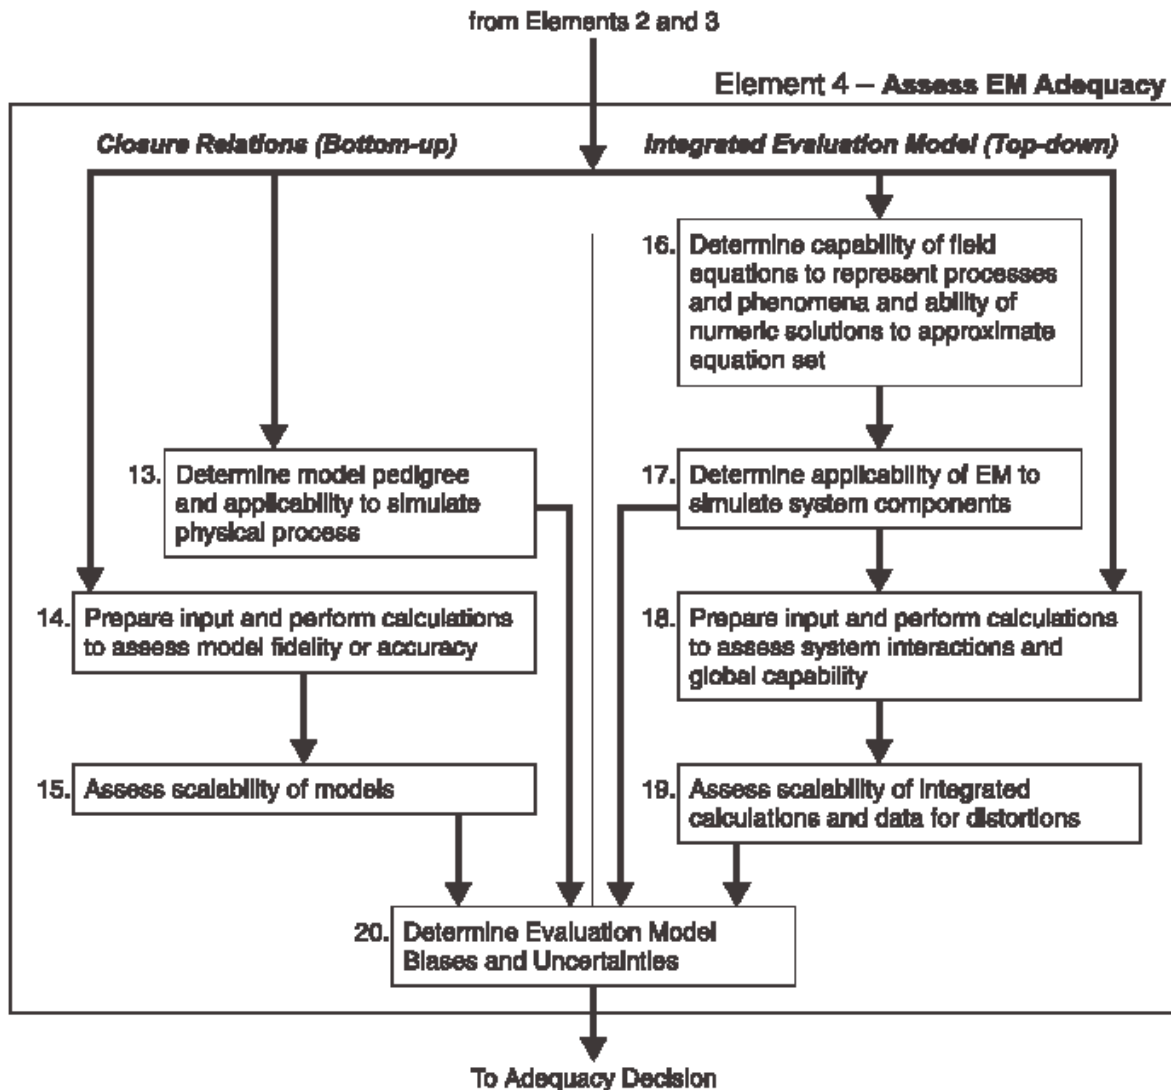 from Elements 2 and 3
Element 4 – Assess EM Adequacy
Closure Relations (Bottom-up)
Integrated Evaluation Model (Top-down)
16. Determine capability of field
equations to represent processes
and phenomena and ability of
numeric solutions to approximate
equation set
13. Determine model pedigree
and applicability to simulate
physical process
17. Determine applicability of EM to
simulate system components
14. Prepare input and perform calculations
to assess model fidelity or accuracy
18. Prepare input and perform calculations
to assess system interactions and
global capability
15. Assess scalability of models
19. Assess scalability of integrated
calculations and data for distortions
20. Determine Evaluation Model
Biases and Uncertainties
To Adequacy Decision